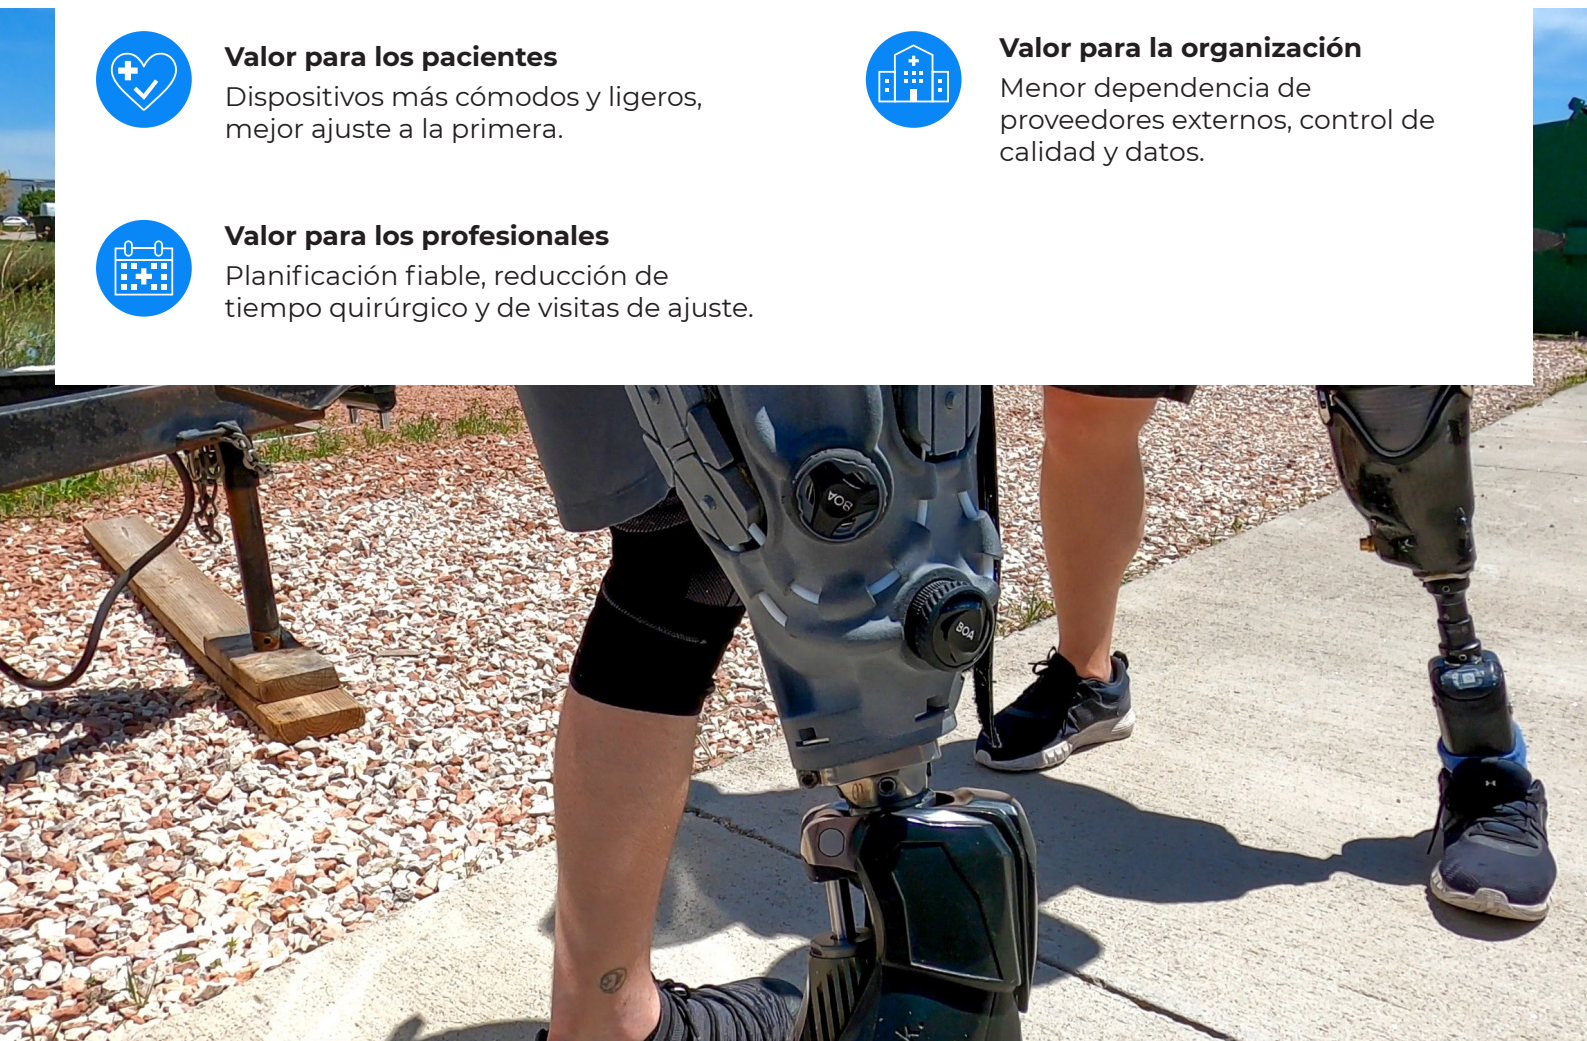 Valor para los pacientes
Dispositivos más cómodos y ligeros,
mejor ajuste a la primera.
Valor para los profesionales
Planificación fiable, reducción de
tiempo quirúrgico y de visitas de ajuste.
Valor para la organización
Menor dependencia de
proveedores externos, control de
calidad y datos.
BOA
BOA
K.